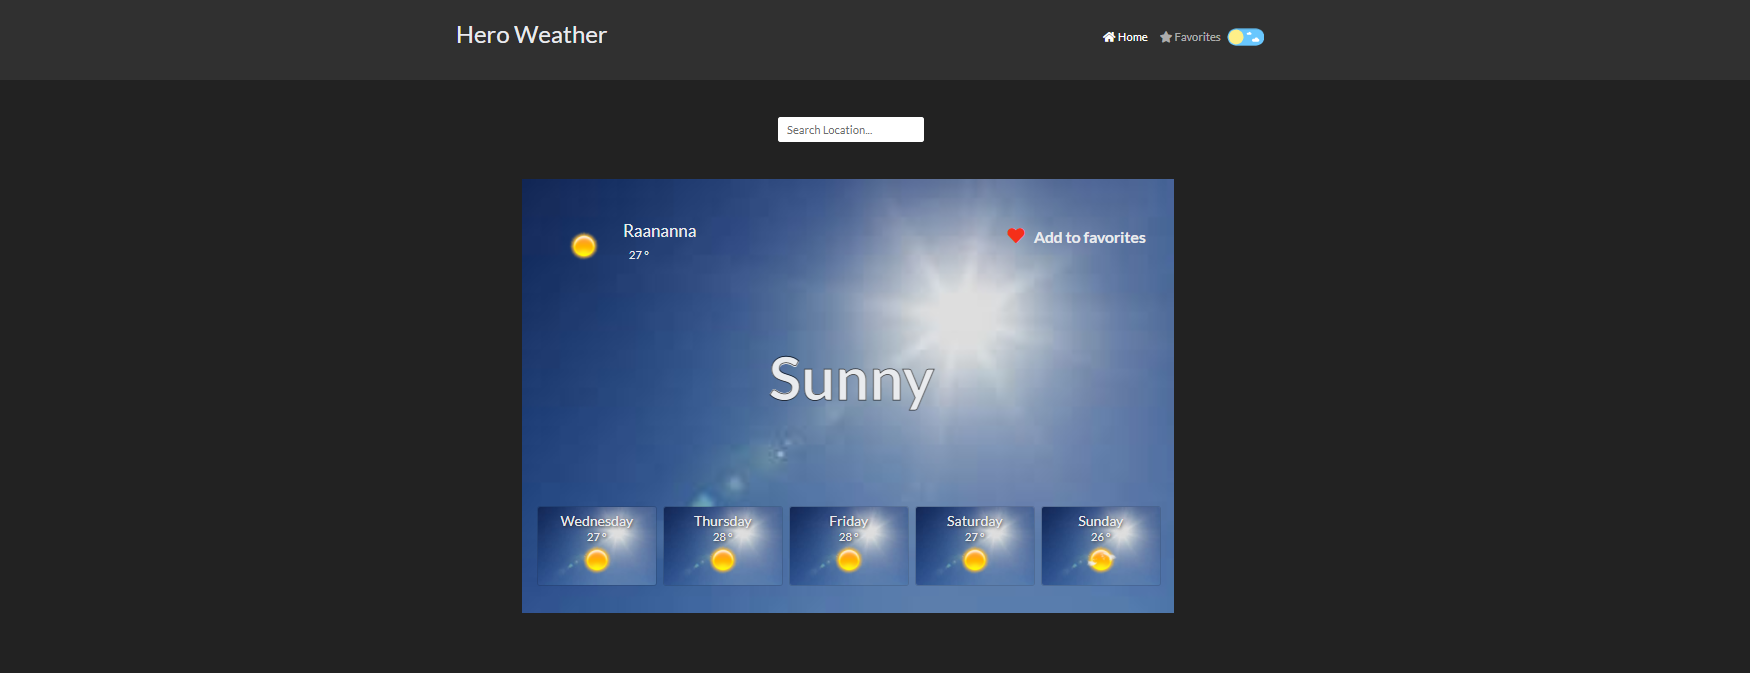 Hero Weather
Home Favorites
Search Location...
Raananna
27 °
Add to favorites
Sunny
Wednesday
27 °
Thursday
28 °
Friday
28 °
Saturday
27 °
Sunday
26 °